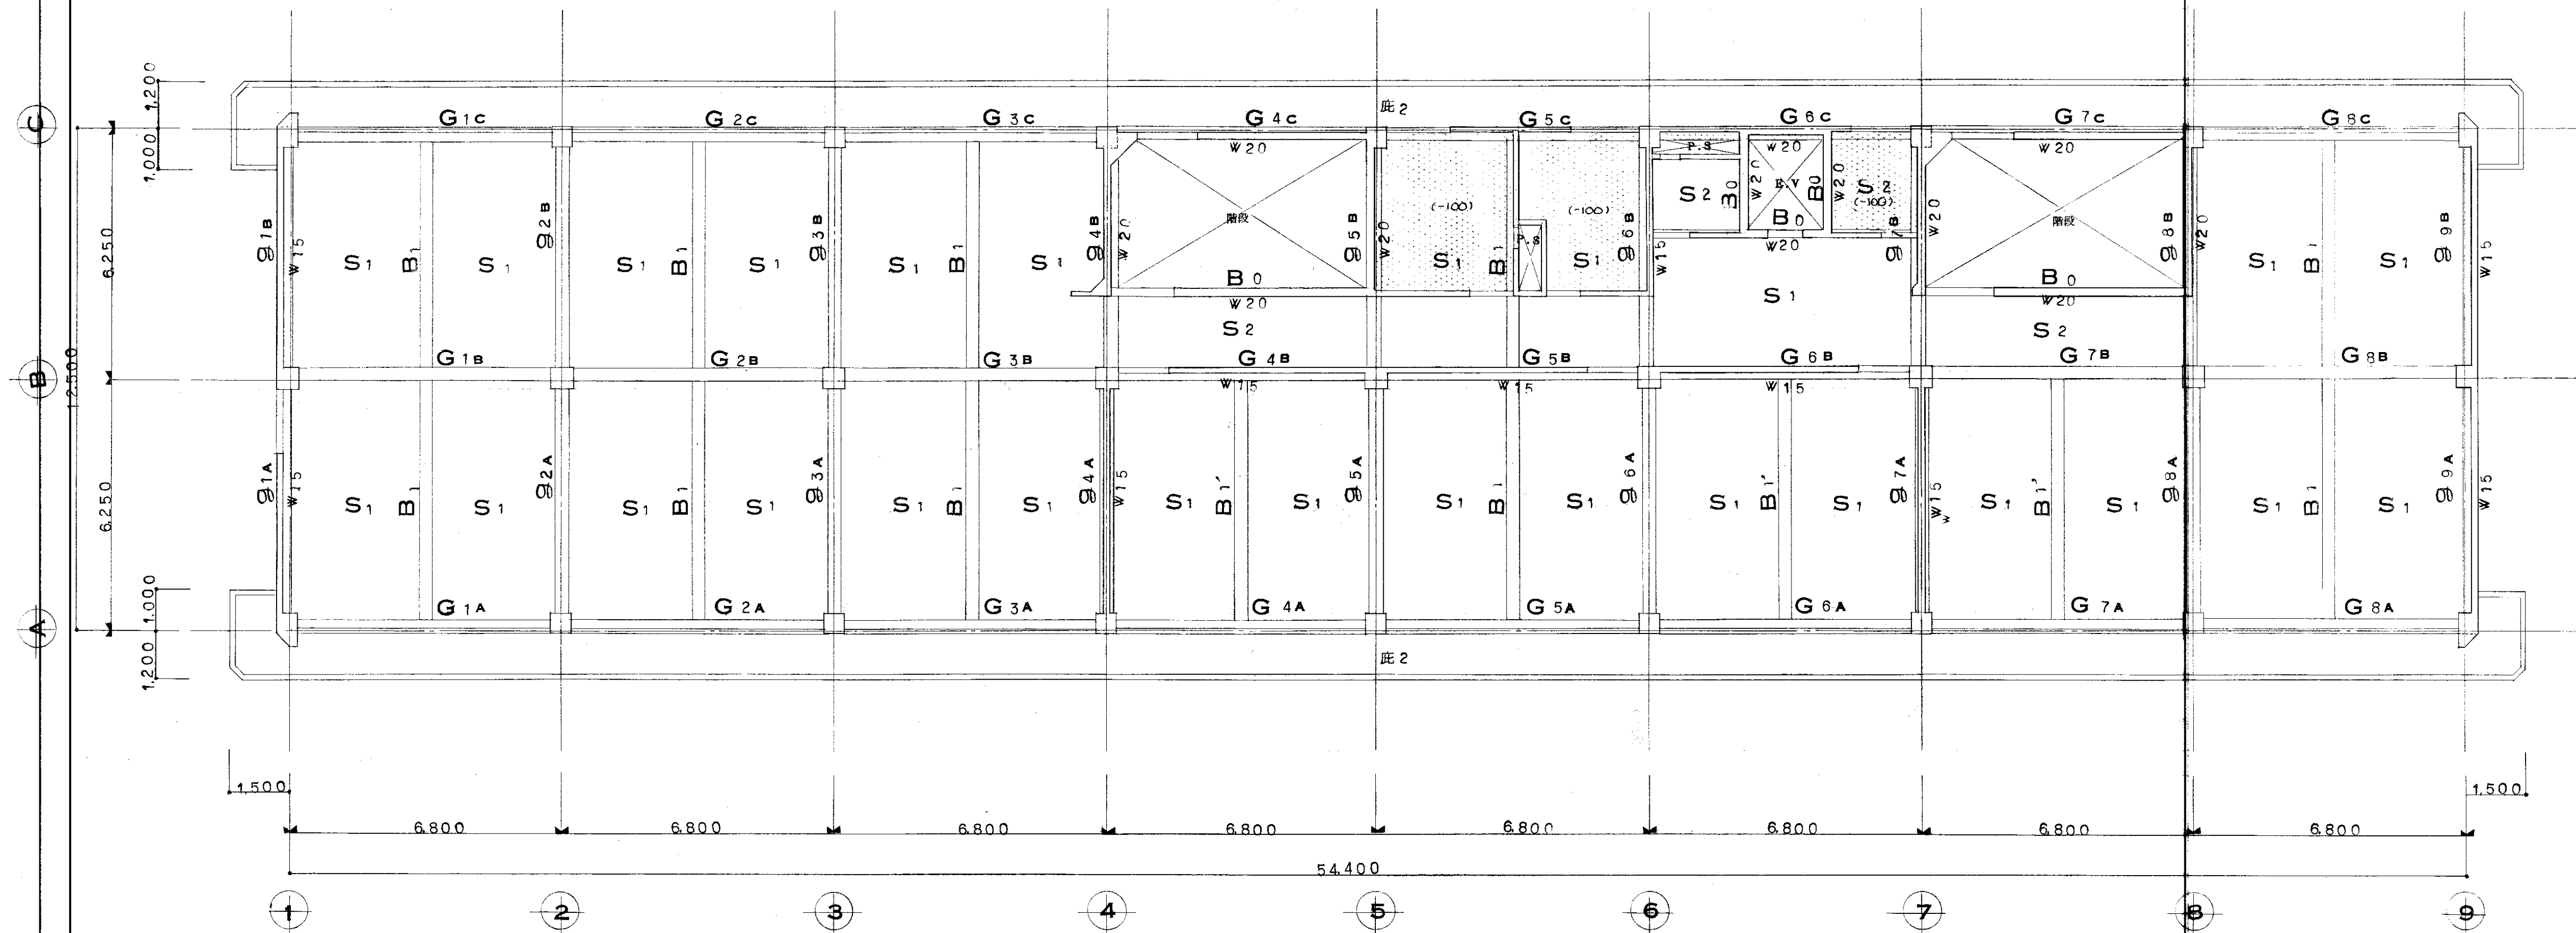 1,200
1,000
C
12,500
6,250
B
6,250
1,000
1,200
A
庇2
G1C
G2C
G3C
G4C
G5C
G6C
G7C
G8C
W20
P.S
W20
W20
g1B
W15
S1
B1
S1
g2B
S1
B1
S1
g3B
S1
B1
S1
g4B
W20
階段
B0
W20
S2
g5B
W20
(-100)
S1
B1
P.S
(-100)
S1
g6B
W15
S2
B0
W20
E.V
B0
B0
W20
W20
S2
(-100)
S1
g7B
W20
階段
B0
W20
S2
g8B
W20
S1
B1
S1
g9B
W15
G1B
G2B
G3B
G4B
G5B
G6B
G7B
G8B
W15
W15
W15
g1A
W15
S1
B1
S1
g2A
S1
B1
S1
g3A
S1
B1
S1
g4A
W15
S1
B1'
S1
g5A
S1
B1
S1
g6A
S1
B1'
S1
g7A
W15
W
S1
B1'
S1
g8A
S1
B1
S1
g9A
W15
G1A
G2A
G3A
G4A
G5A
G6A
G7A
G8A
庇2
1,500
1,500
6,800
6,800
6,800
6,800
6,800
6,800
6,800
6,800
54,400
1
2
3
4
5
6
7
8
9